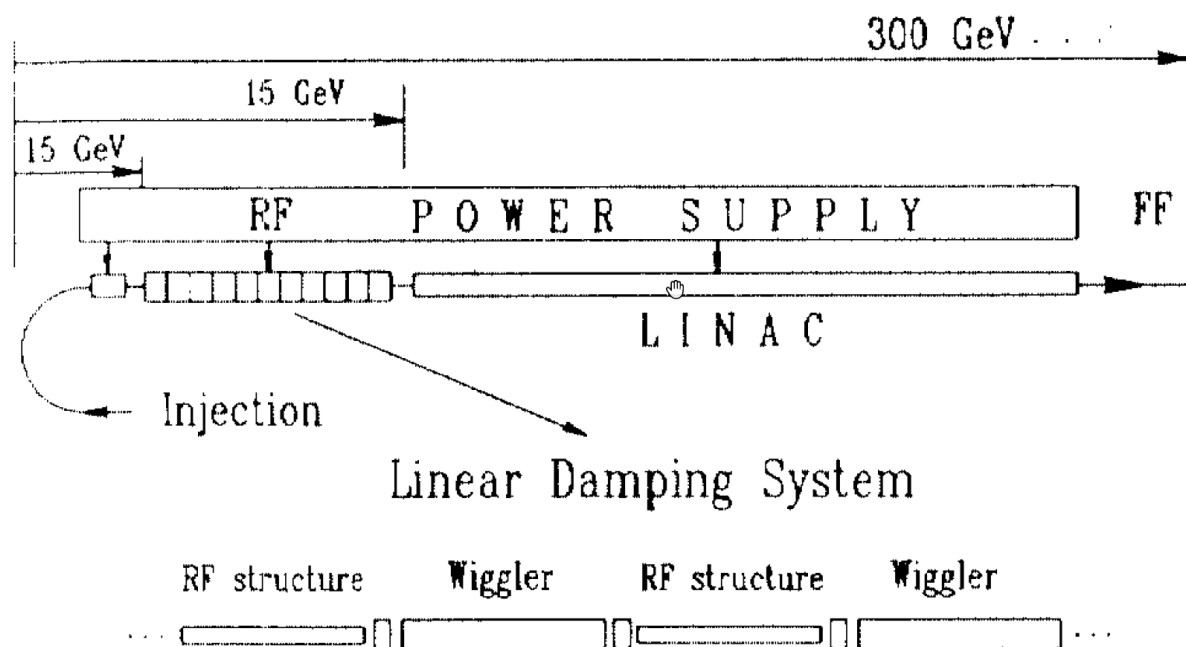 300 GeV . . .
15 GeV
15 GeV
RF POWER SUPPLY FF
LINAC
Injection
Linear Damping System
RF structure Wiggler RF structure Wiggler
. . . . . .